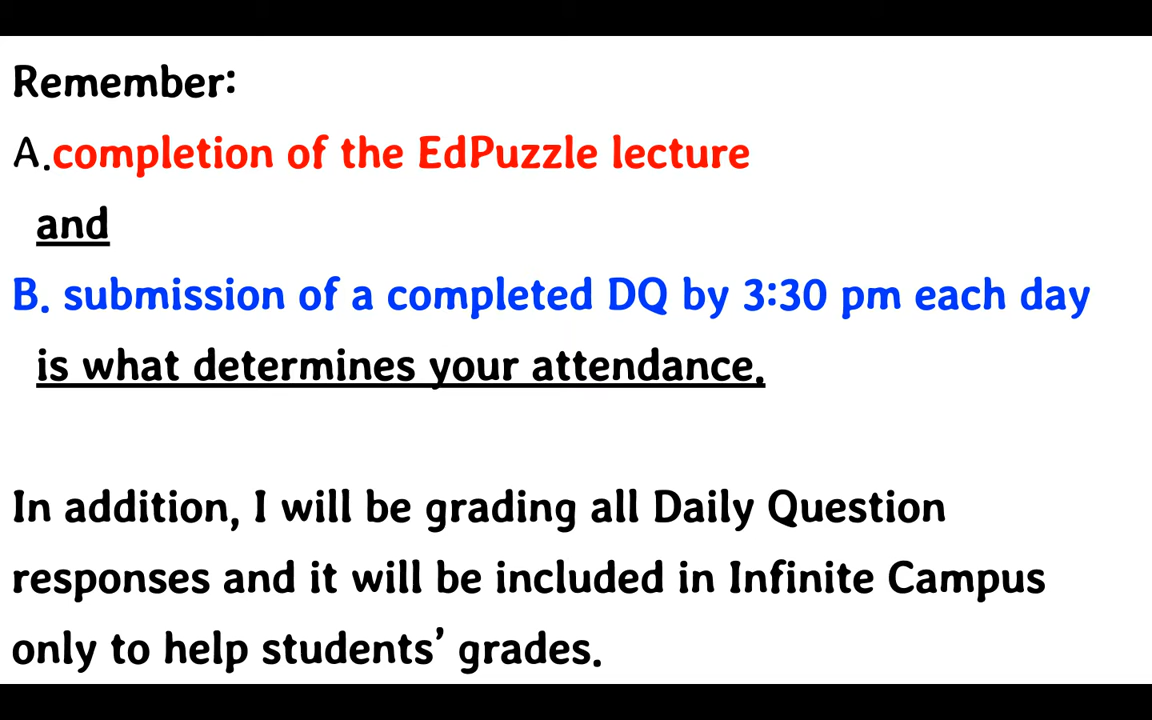 Remember:
A.completion of the EdPuzzle lecture
and
B. submission of a completed DQ by 3:30 pm each day
is what determines your attendance.
In addition, I will be grading all Daily Question
responses and it will be included in Infinite Campus
only to help students’ grades.